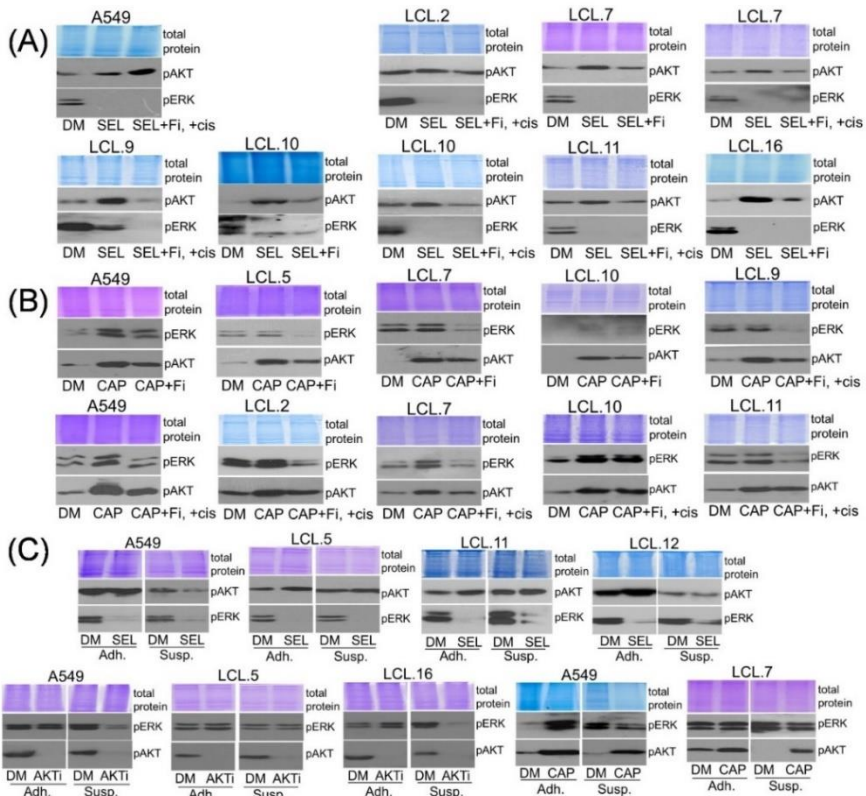 (A)
A549
total
protein
pAKT
pERK
DM SEL SEL+Fi, +cis
LCL.2
total
protein
pAKT
pERK
DM SEL SEL+Fi, +cis
LCL.7
total
protein
pAKT
pERK
DM SEL SEL+Fi
LCL.7
total
protein
pAKT
pERK
DM SEL SEL+Fi, +cis
LCL.9
total
protein
pAKT
pERK
DM SEL SEL+Fi, +cis
LCL.10
total
protein
pAKT
pERK
DM SEL SEL+Fi
LCL.10
total
protein
pAKT
pERK
DM SEL SEL+Fi, +cis
LCL.11
total
protein
pAKT
pERK
DM SEL SEL+Fi, +cis
LCL.16
total
protein
pAKT
pERK
DM SEL SEL+Fi
(B)
A549
total
protein
pERK
pAKT
DM CAP CAP+Fi
LCL.5
total
protein
pERK
pAKT
DM CAP CAP+Fi
LCL.7
total
protein
pERK
pAKT
DM CAP CAP+Fi
LCL.10
total
protein
pERK
pAKT
DM CAP CAP+Fi
LCL.9
total
protein
pERK
pAKT
DM CAP CAP+Fi, +cis
A549
total
protein
pERK
pAKT
DM CAP CAP+Fi, +cis
LCL.2
total
protein
pERK
pAKT
DM CAP CAP+Fi, +cis
LCL.7
total
protein
pERK
pAKT
DM CAP CAP+Fi, +cis
LCL.10
total
protein
pERK
pAKT
DM CAP CAP+Fi, +cis
LCL.11
total
protein
pERK
pAKT
DM CAP CAP+Fi, +cis
(C)
A549
total
protein
pAKT
pERK
DM SEL DM SEL
Adh. Susp.
LCL.5
total
protein
pAKT
pERK
DM SEL DM SEL
Adh. Susp.
LCL.11
total
protein
pAKT
pERK
DM SEL DM SEL
Adh. Susp.
LCL.12
total
protein
pAKT
pERK
DM SEL DM SEL
Adh. Susp.
A549
total
protein
pERK
pAKT
DM AKTi DM AKTi
Adh. Susp.
LCL.5
total
protein
pERK
pAKT
DM AKTi DM AKTi
Adh. Susp.
LCL.16
total
protein
pERK
pAKT
DM AKTi DM AKTi
Adh. Susp.
A549
total
protein
pERK
pAKT
DM CAP DM CAP
Adh. Susp.
LCL.7
total
protein
pERK
pAKT
DM CAP DM CAP
Adh. Susp.